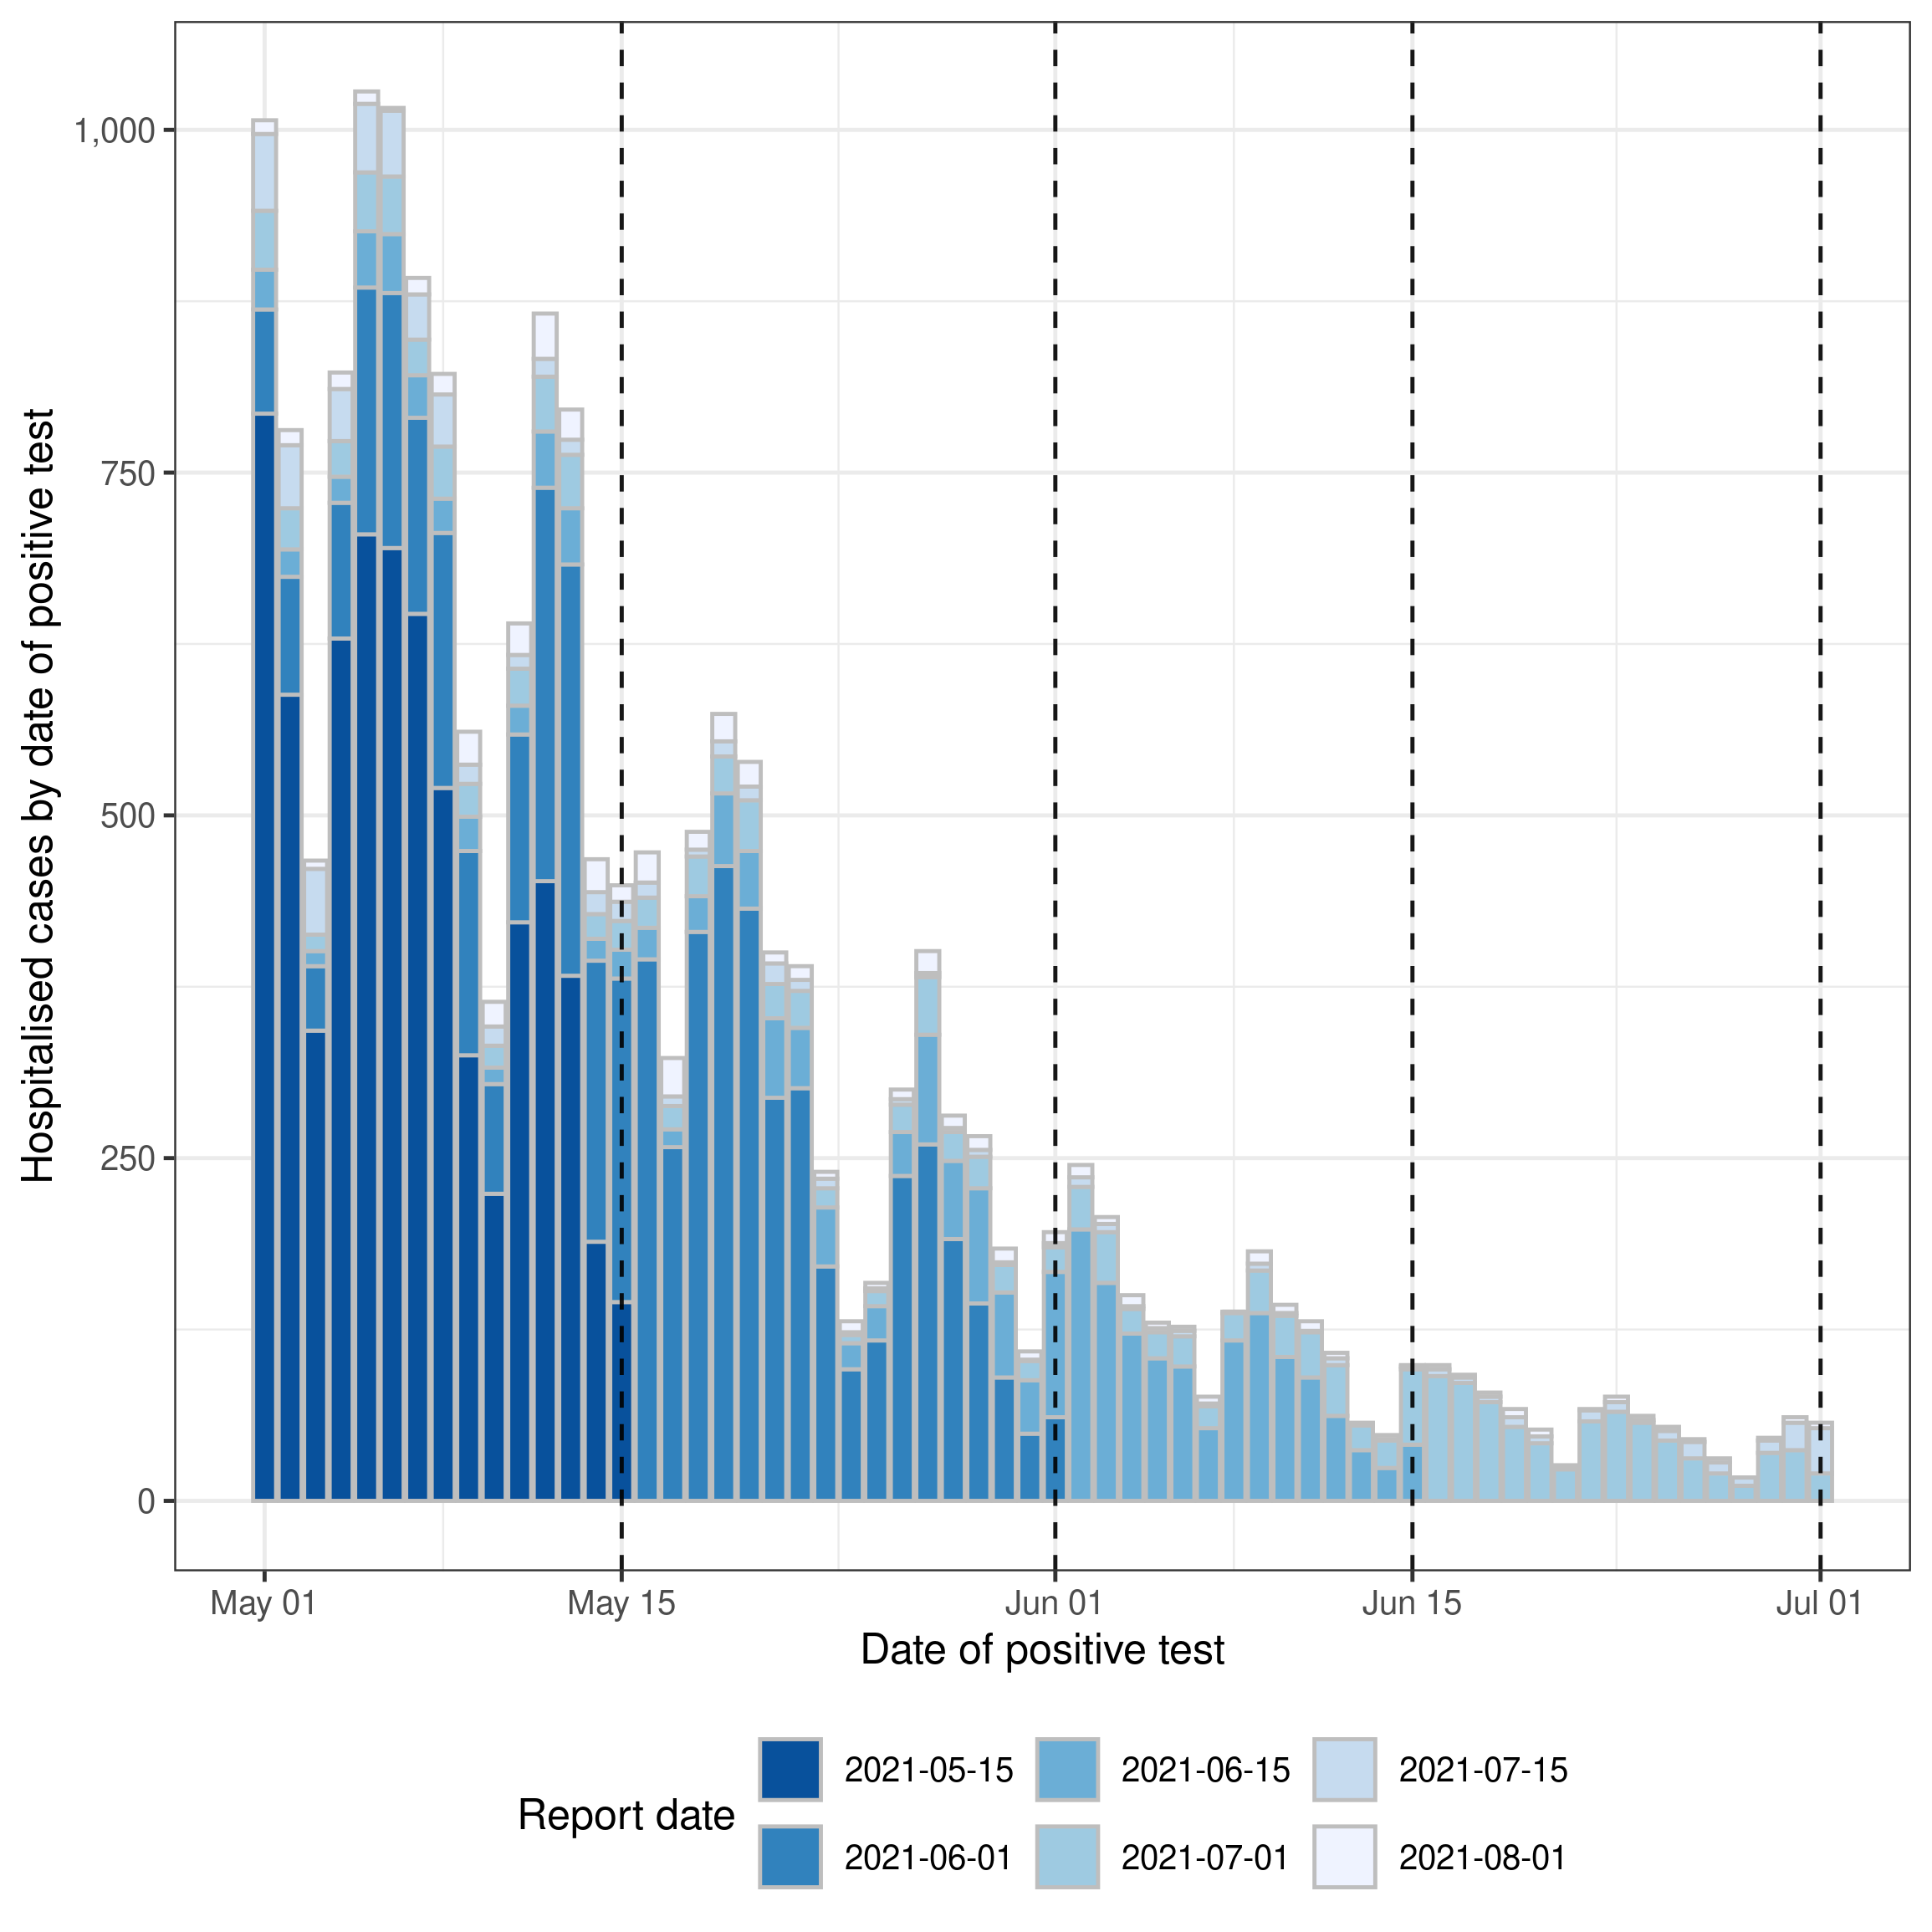 Hospitalised cases by date of positive test
1,000
750
500
250
0
May 01
May 15
Jun 01
Jun 15
Jul 01
Date of positive test
Report date
2021-05-15
2021-06-15
2021-07-15
2021-06-01
2021-07-01
2021-08-01